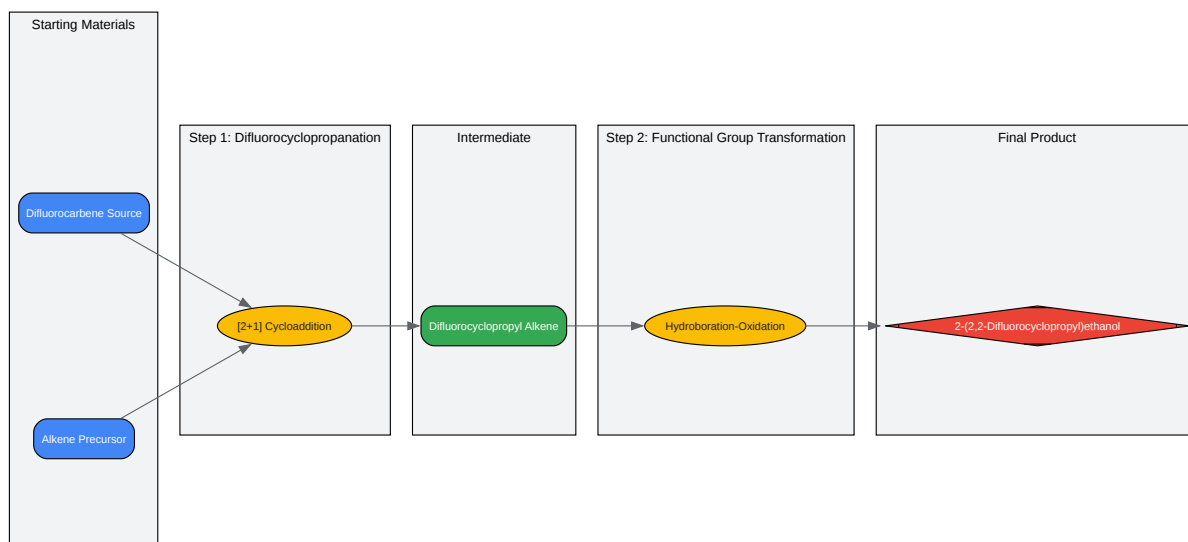 Starting Materials
Step 1: Difluorocyclopropanation
Intermediate
Step 2: Functional Group Transformation
Final Product
Difluorocarbene Source
[2+1] Cycloaddition
Difluorocyclopropyl Alkene
Hydroboration-Oxidation
2-(2,2-Difluorocyclopropyl)ethanol
Alkene Precursor